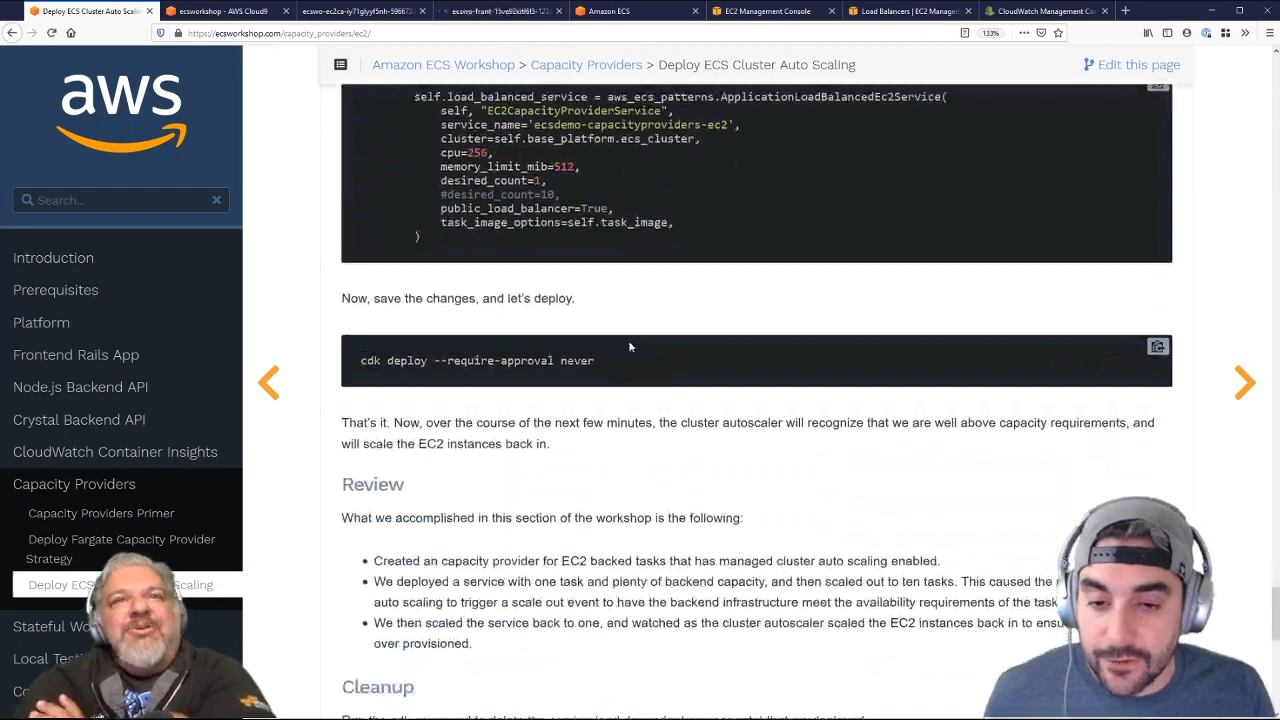 Deploy ECS Cluster Auto Scalin
ecsworkshop - AWS Cloud9
Amazon ECS
EC2 Management Console
Load Balancers | EC2 Manager
CloudWatch Management Con
https://ecsworkshop.com/capacity_providers/ec2/
133%
aws
Search...
Introduction
Prerequisites
Platform
Frontend Rails App
Node.js Backend API
Crystal Backend API
CloudWatch Container Insights
Capacity Providers
Capacity Providers Primer
Deploy Fargate Capacity Provider
Strategy
Deploy ECS Scaling
Stateful Wo
Local Testi
Co
Amazon ECS Workshop > Capacity Providers > Deploy ECS Cluster Auto Scaling
Edit this page
self.load_balanced_service = aws_ecs_patterns.ApplicationLoadBalancedEc2Service(
self, "EC2CapacityProviderService",
service_name='ecsdemo-capacityproviders-ec2',
cluster=self.base_platform.ecs_cluster,
cpu=256,
memory_limit_mib=512,
desired_count=1,
#desired_count=10,
public_load_balancer=True,
task_image_options=self.task_image,
)
Now, save the changes, and let's deploy.
cdk deploy --require-approval never
That's it. Now, over the course of the next few minutes, the cluster autoscaler will recognize that we are well above capacity requirements, and
will scale the EC2 instances back in.
Review
What we accomplished in this section of the workshop is the following:
Created an capacity provider for EC2 backed tasks that has managed cluster auto scaling enabled.
We deployed a service with one task and plenty of backend capacity, and then scaled out to ten tasks. This caused the
auto scaling to trigger a scale out event to have the backend infrastructure meet the availability requirements of the task
We then scaled the service back to one, and watched as the cluster autoscaler scaled the EC2 instances back in to ensu
over provisioned.
Cleanup